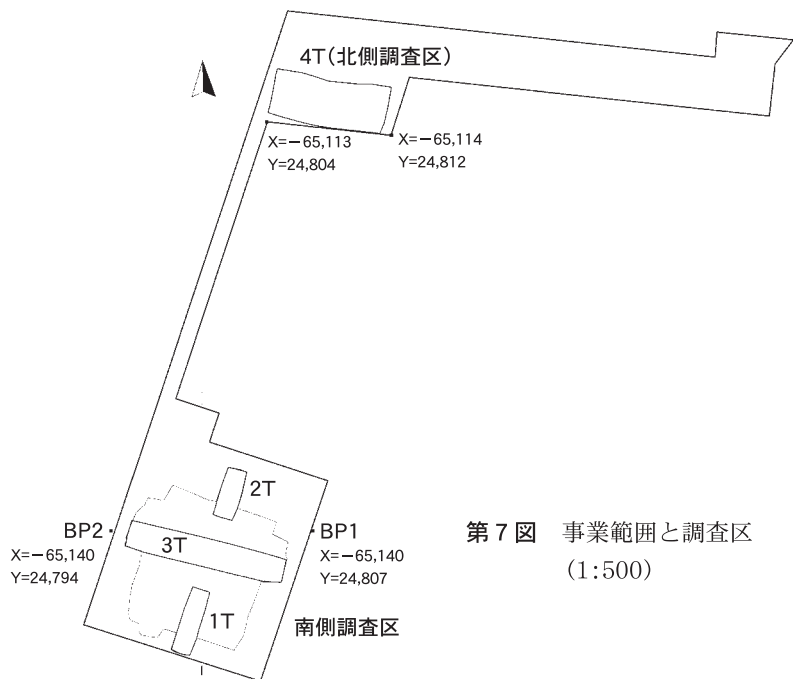 4T(北側調査区)
X=−65,113
Y=24,804
X=−65,114
Y=24,812
2T
BP2
X=−65,140
Y=24,794
3T
BP1
X=−65,140
Y=24,807
1T
南側調査区
第7図 事業範囲と調査区
(1:500)